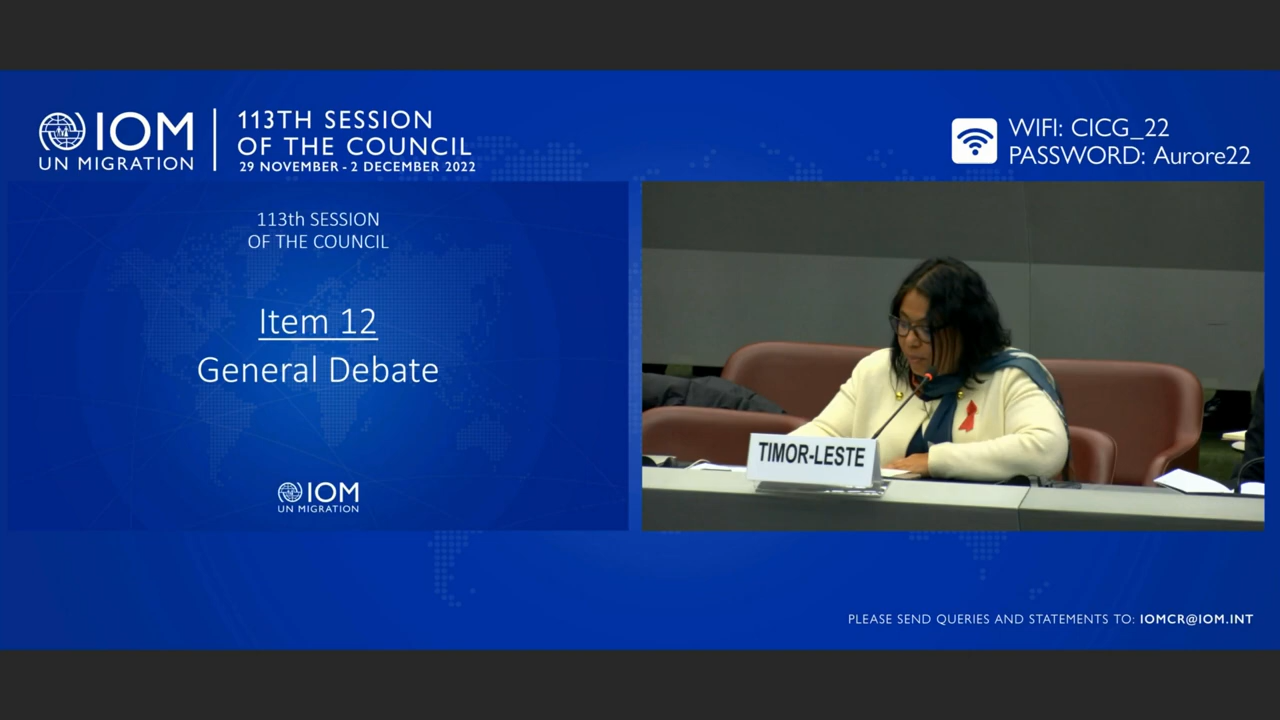 IOM
UN MIGRATION
113TH SESSION
OF THE COUNCIL
29 NOVEMBER - 2 DECEMBER 2022
WIFI: CICG_22
PASSWORD: Aurore22
113th SESSION
OF THE COUNCIL
Item 12
General Debate
IOM
UN MIGRATION
TIMOR-LESTE
PLEASE SEND QUERIES AND STATEMENTS TO: IOMCR@IOM.INT